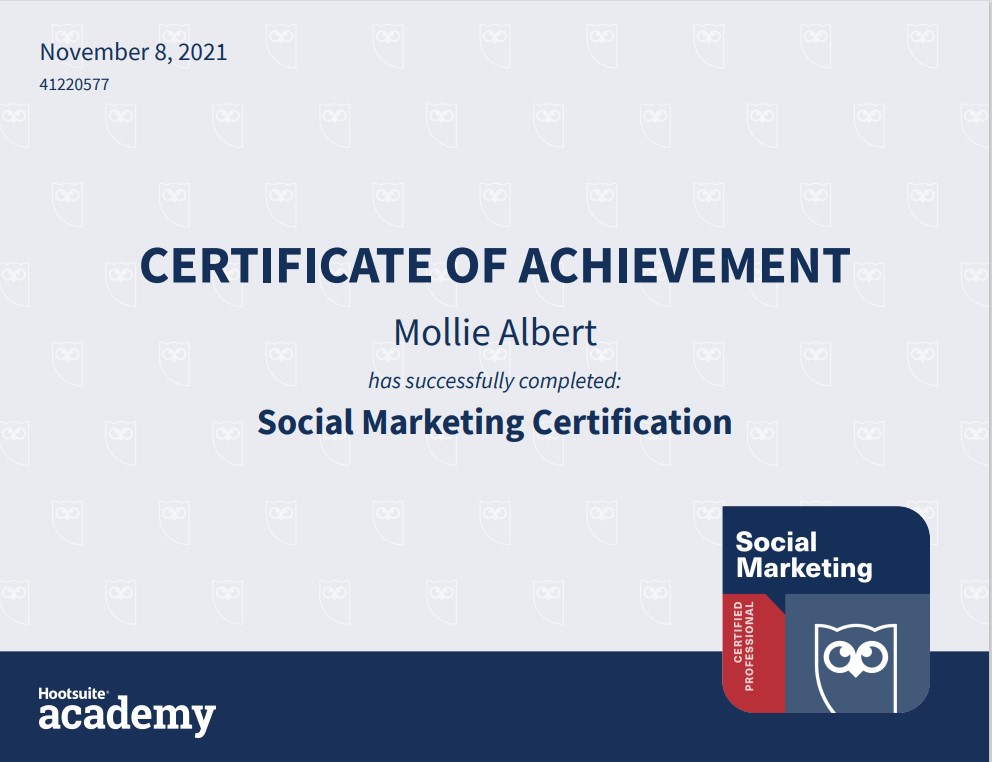 November 8, 2021
41220577
CERTIFICATE OF ACHIEVEMENT
Mollie Albert
has successfully completed:
Social Marketing Certification
Social
Marketing
CERTIFIED
PROFESSIONAL
Hootsuite®
academy